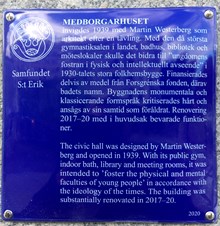 MEDBORGARHUSET
invigdes 1939 med Martin Westerberg som
arkitekt efter en tävling. Med den då största
gymnastiksalen i landet, badhus, bibliotek och
möteslokaler skulle det bidra till "ungdomens
fostran i fysisk och intellektuellt avseende" i
1930-talets stora folkhemsbygge. Finansierades
delvis av medel från Forsgrénska fonden, därav
badets namn. Byggnadens monumentala och
klassicerande formspråk kritiserades hårt och
ansågs av sin samtid som föråldrat. Renovering
2017–20 med i huvudsak bevarade funktio-
ner.
Samfundet
S:t Erik
The civic hall was designed by Martin Wester-
berg and opened in 1939. With its public gym,
indoor bath, library and meeting rooms, it was
intended to 'foster the physical and mental
faculties of young people' in accordance with
the ideology of the times. The building was
substantially renovated in 2017–20.
2020